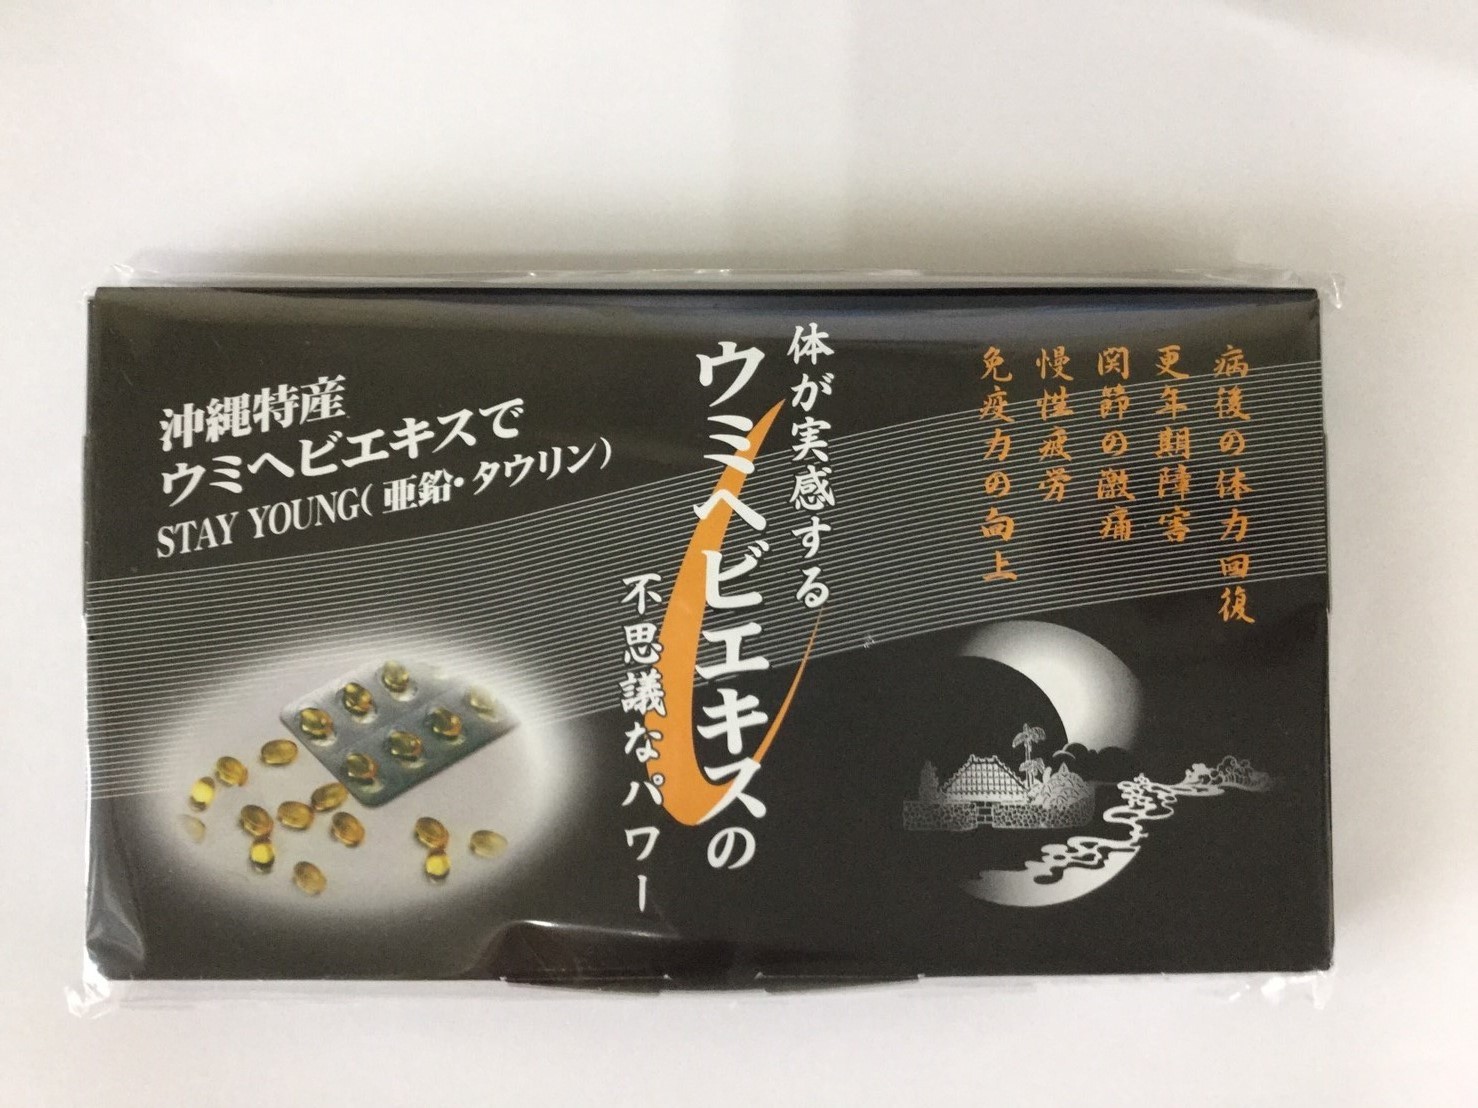 病後の体力回復
更年期障害
関節の激痛
慢性疲労
免疫力の向上
体が実感する
ウミヘビエキスの
不思議なパワー
沖縄特産
ウミヘビエキスで
STAY YOUNG(亜鉛・タウリン)